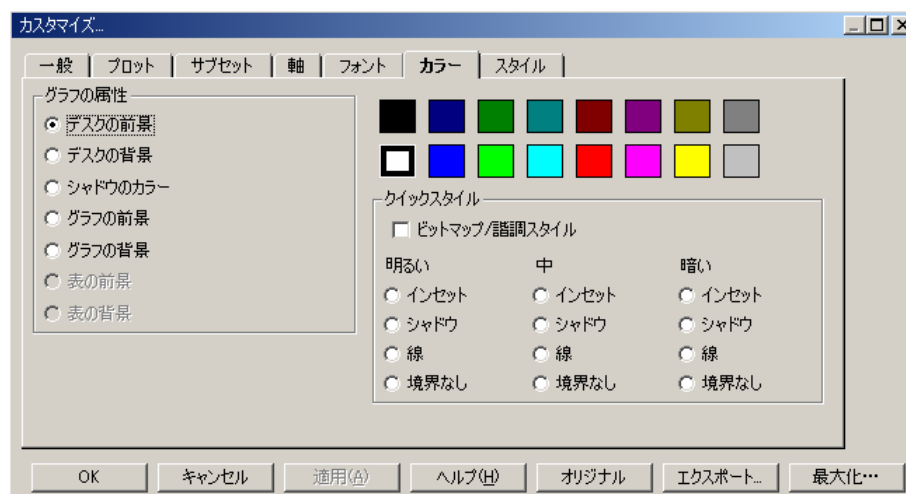 カスタマイズ...
一般 プロット サブセット 軸 フォント カラー スタイル
グラフの属性
デスクの前景
デスクの背景
シャドウのカラー
グラフの前景
グラフの背景
表の前景
表の背景
クイックスタイル
ビットマップ/諧調スタイル
明るい 中 暗い
インセット インセット インセット
シャドウ シャドウ シャドウ
線 線 線
境界なし 境界なし 境界なし
OK キャンセル 適用(A) ヘルプ(H) オリジナル エクスポート... 最大化…